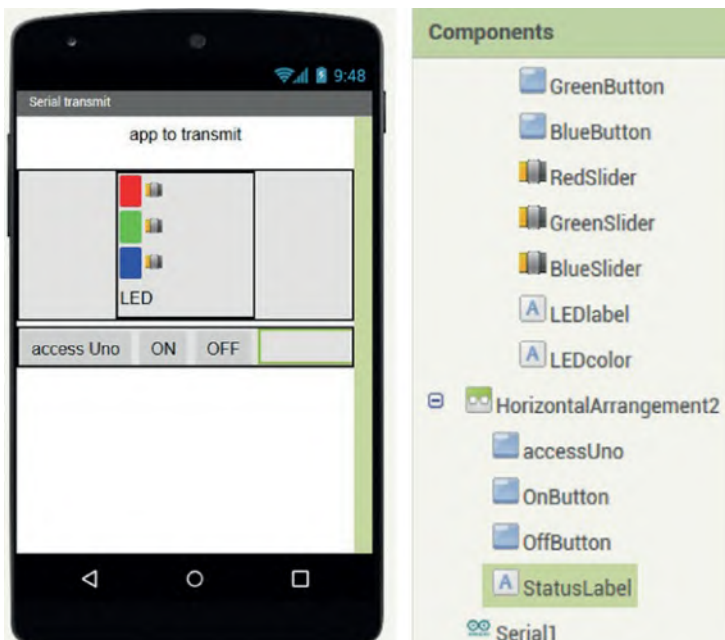 9:48
Serial transmit
app to transmit
LED
access Uno ON OFF
Components
GreenButton
BlueButton
RedSlider
GreenSlider
BlueSlider
A LEDlabel
A LEDcolor
HorizontalArrangement2
accessUno
OnButton
OffButton
A StatusLabel
Serial1